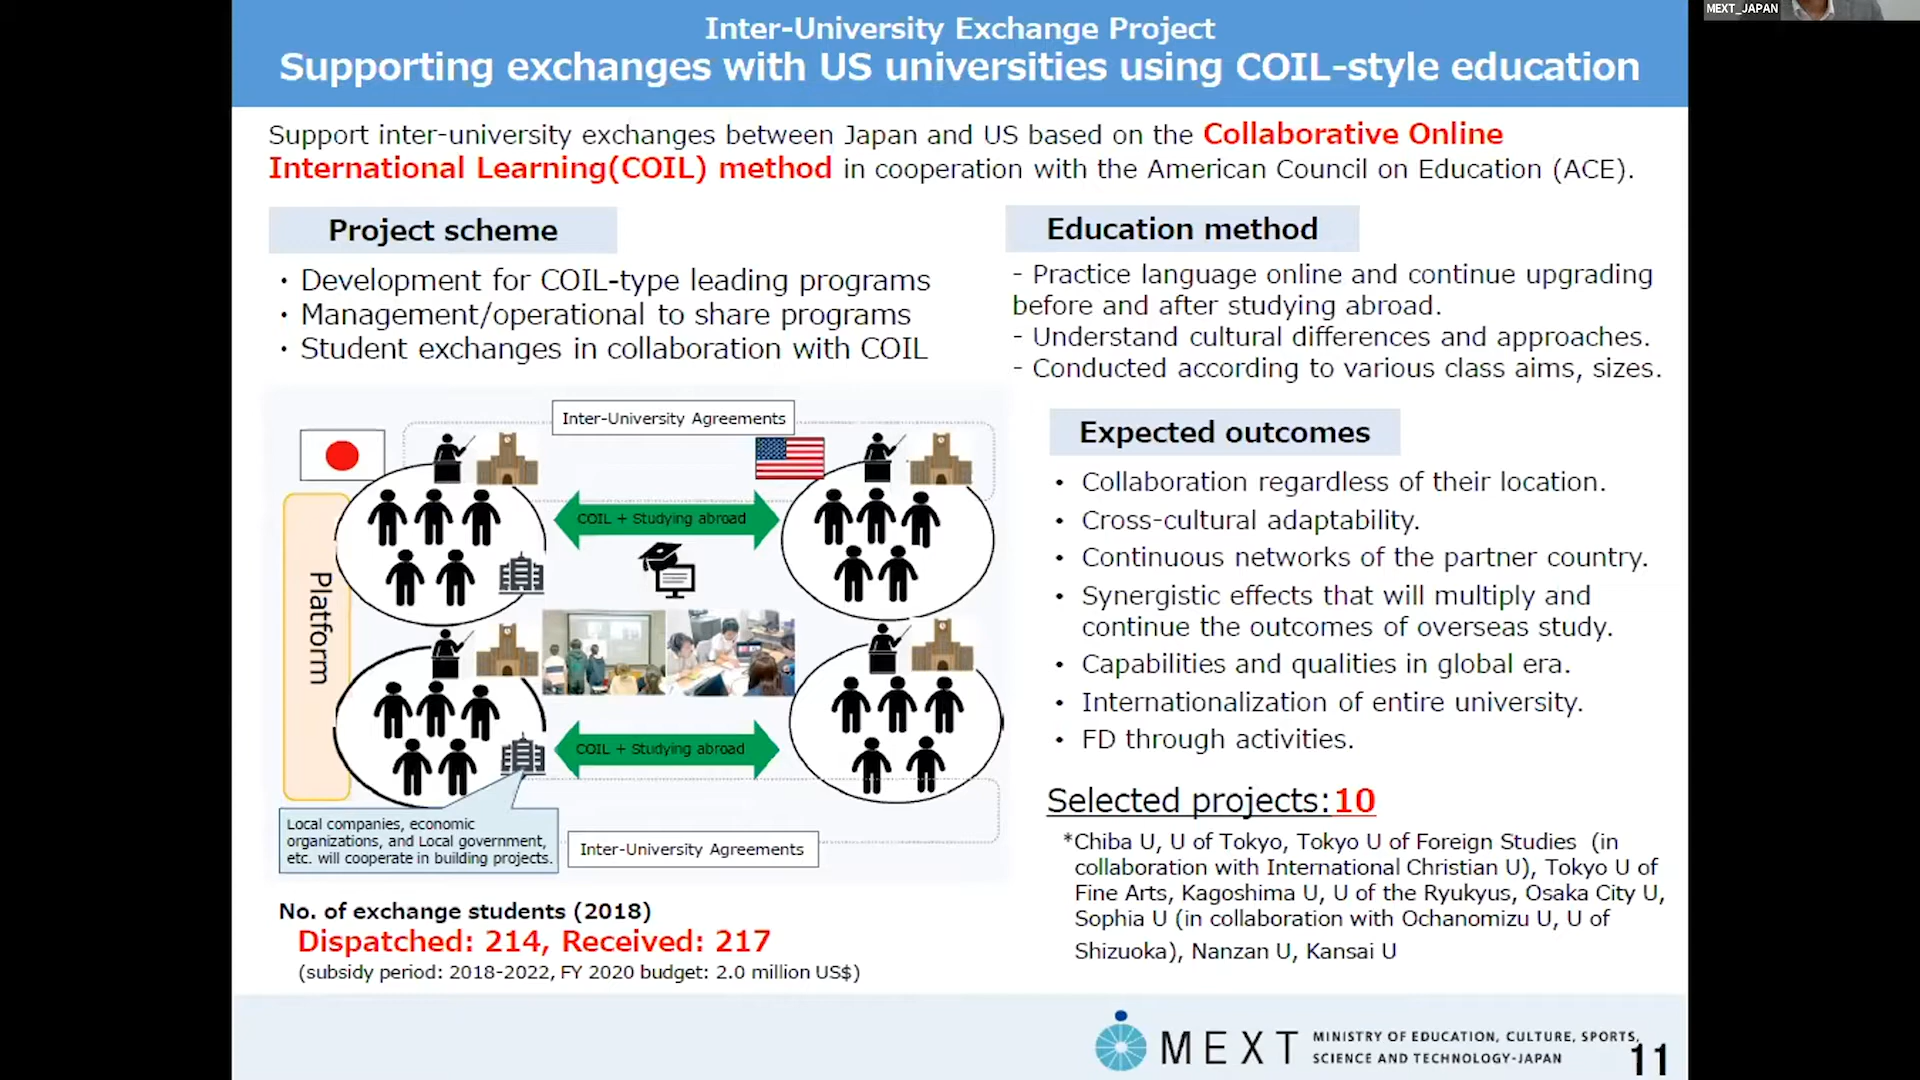 MEXT_JAPAN
Inter-University Exchange Project
Supporting exchanges with US universities using COIL-style education
Support inter-university exchanges between Japan and US based on the Collaborative Online
International Learning(COIL) method in cooperation with the American Council on Education (ACE).
Project scheme
・Development for COIL-type leading programs
・Management/operational to share programs
・Student exchanges in collaboration with COIL
Inter-University Agreements
COIL + Studying abroad
Platform
COIL + Studying abroad
Local companies, economic
organizations, and Local government,
etc. will cooperate in building projects.
Inter-University Agreements
No. of exchange students (2018)
Dispatched: 214, Received: 217
(subsidy period: 2018-2022, FY 2020 budget: 2.0 million US$)
Education method
- Practice language online and continue upgrading
before and after studying abroad.
- Understand cultural differences and approaches.
- Conducted according to various class aims, sizes.
Expected outcomes
・ Collaboration regardless of their location.
・ Cross-cultural adaptability.
・ Continuous networks of the partner country.
・ Synergistic effects that will multiply and
continue the outcomes of overseas study.
・ Capabilities and qualities in global era.
・ Internationalization of entire university.
・ FD through activities.
Selected projects:10
*Chiba U, U of Tokyo, Tokyo U of Foreign Studies (in
collaboration with International Christian U), Tokyo U of
Fine Arts, Kagoshima U, U of the Ryukyus, Osaka City U,
Sophia U (in collaboration with Ochanomizu U, U of
Shizuoka), Nanzan U, Kansai U
MEXT
MINISTRY OF EDUCATION, CULTURE, SPORTS,
SCIENCE AND TECHNOLOGY-JAPAN
11